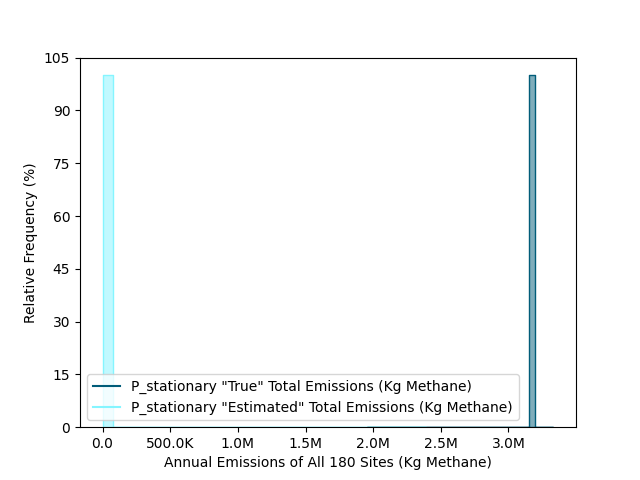 105
90
75
60
45
30
15
0
Relative Frequency (%)
P_stationary "True" Total Emissions (Kg Methane)
P_stationary "Estimated" Total Emissions (Kg Methane)
0.0 500.0K 1.0M 1.5M 2.0M 2.5M 3.0M
Annual Emissions of All 180 Sites (Kg Methane)